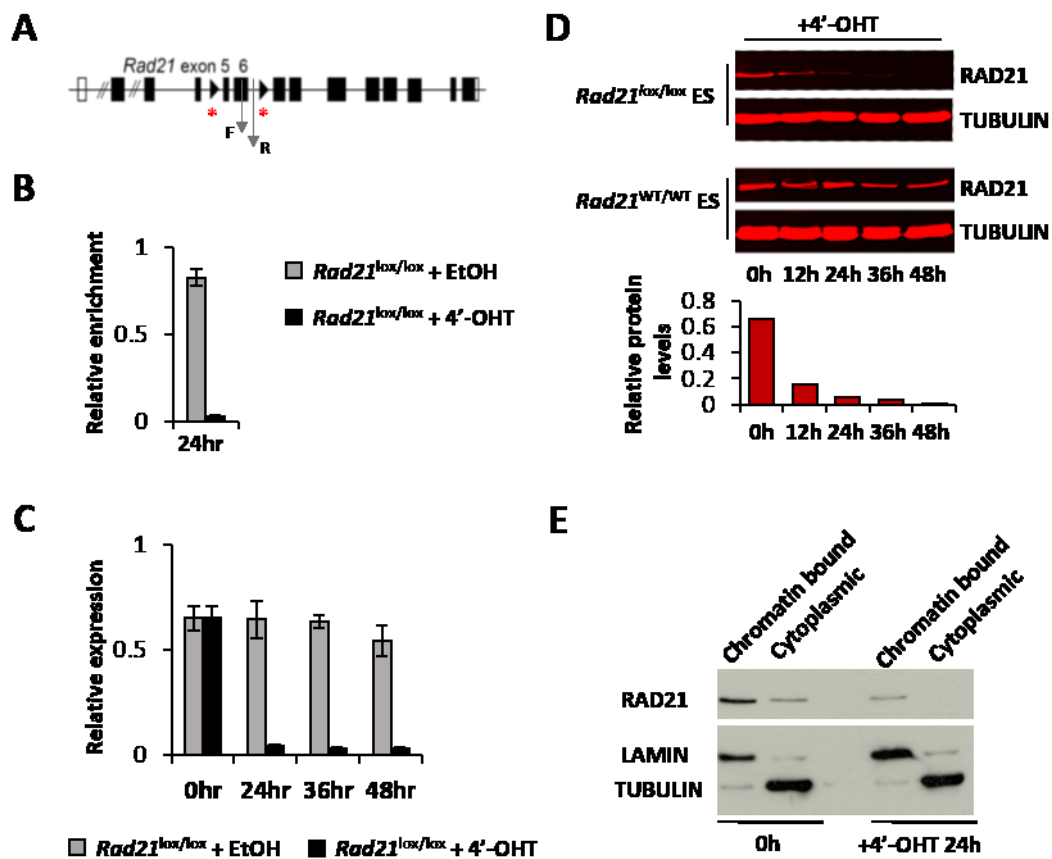 A
Rad21 exon 5 6
* *
F
R
B
Relative enrichment
1
0.5
0
24hr
Rad21lox/lox + EtOH
Rad21lox/lox + 4'-OHT
C
Relative expression
1
0.5
0
0hr 24hr 36hr 48hr
Rad21lox/lox + EtOH Rad21lox/lox + 4'-OHT
D
+4'-OHT
Rad21lox/lox ES
RAD21
TUBULIN
Rad21WT/WT ES
RAD21
TUBULIN
0h 12h 24h 36h 48h
Relative protein
levels
0.8
0.6
0.4
0.2
0
0h 12h 24h 36h 48h
E
Chromatin bound
Cytoplasmic
Chromatin bound
Cytoplasmic
RAD21
LAMIN
TUBULIN
0h +4'-OHT 24h